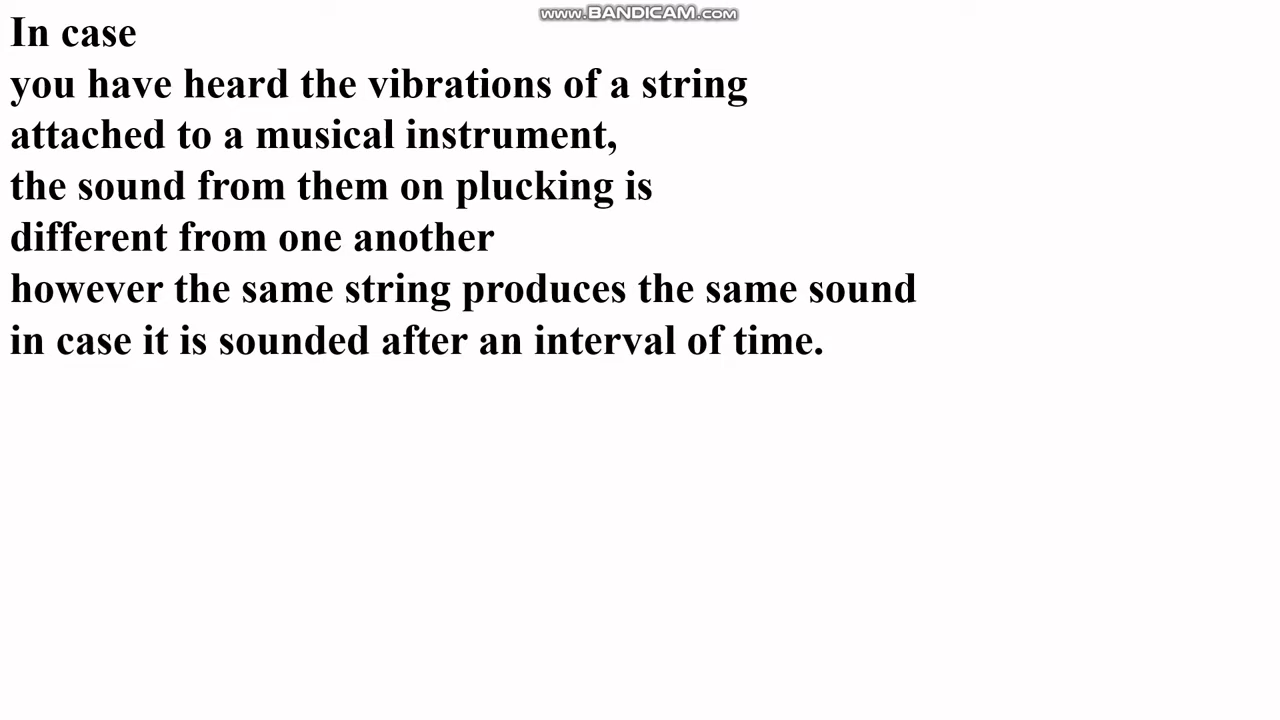 www.BANDICAM.com
In case
you have heard the vibrations of a string
attached to a musical instrument,
the sound from them on plucking is
different from one another
however the same string produces the same sound
in case it is sounded after an interval of time.